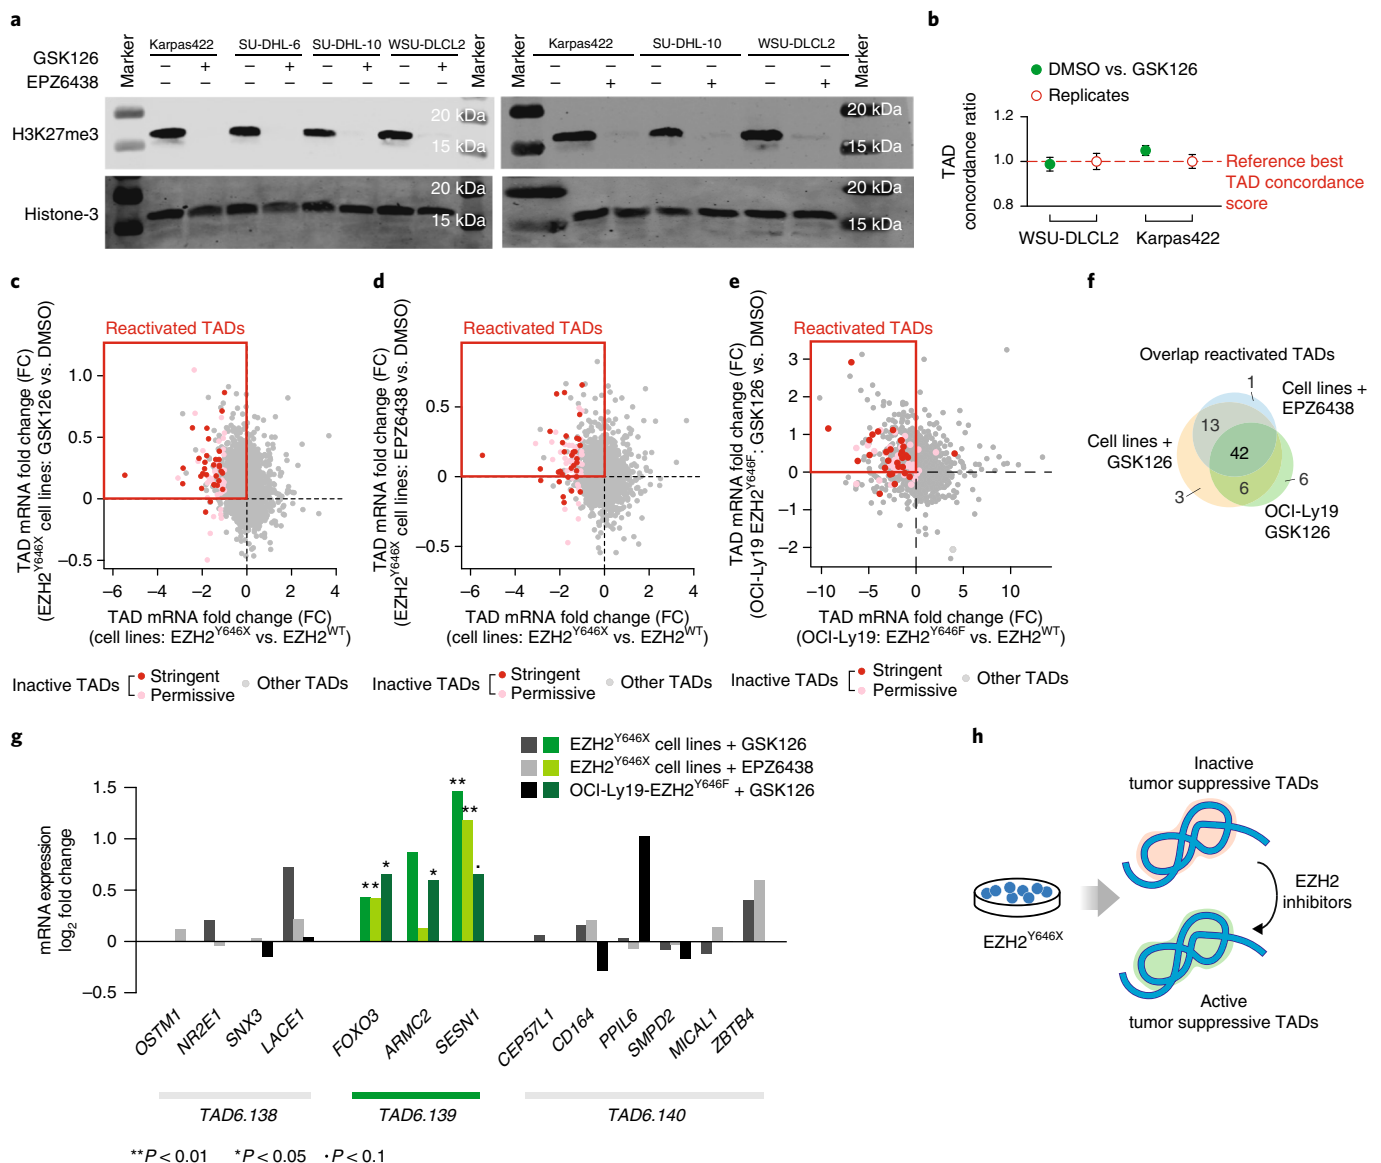 a
Marker
Karpas422
SU-DHL-6
SU-DHL-10
WSU-DLCL2
Marker
Marker
Karpas422
SU-DHL-10
WSU-DLCL2
Marker
GSK126
– + – + – + – +
– – – – – –
EPZ6438
– – – – – – – –
– + – + – +
H3K27me3
20 kDa
15 kDa
20 kDa
15 kDa
Histone-3
20 kDa
15 kDa
20 kDa
15 kDa
b
DMSO vs. GSK126
Replicates
TAD
concordance ratio
1.2
1.0
0.8
Reference best
TAD concordance
score
WSU-DLCL2
Karpas422
c
Reactivated TADs
TAD mRNA fold change (FC)
(EZH2Y646X cell lines: GSK126 vs. DMSO)
1.0
0.5
0
–0.5
–6 –4 –2 0 2 4
TAD mRNA fold change (FC)
(cell lines: EZH2Y646X vs. EZH2WT)
Inactive TADs
Stringent
Permissive
Other TADs
d
Reactivated TADs
TAD mRNA fold change (FC)
(EZH2Y646X cell lines: EPZ6438 vs. DMSO)
0.5
0
–0.5
–6 –4 –2 0 2 4
TAD mRNA fold change (FC)
(cell lines: EZH2Y646X vs. EZH2WT)
Inactive TADs
Stringent
Permissive
Other TADs
e
Reactivated TADs
TAD mRNA fold change (FC)
(OCI-Ly19 EZH2Y646F: GSK126 vs. DMSO)
3
2
1
0
–1
–2
–10 –5 0 5 10
TAD mRNA fold change (FC)
(OCI-Ly19: EZH2Y646F vs. EZH2WT)
Inactive TADs
Stringent
Permissive
Other TADs
f
Overlap reactivated TADs
1
Cell lines +
EPZ6438
13
Cell lines +
GSK126
42
3
6
6
OCI-Ly19
GSK126
g
EZH2Y646X cell lines + GSK126
EZH2Y646X cell lines + EPZ6438
OCI-Ly19-EZH2Y646F + GSK126
mRNA expression
log2 fold change
1.5
1.0
0.5
0
–0.5
** *
*
** ** .
OSTM1
NR2E1
SNX3
LACE1
FOXO3
ARMC2
SESN1
CEP57L1
CD164
PPIL6
SMPD2
MICAL1
ZBTB4
TAD6.138
TAD6.139
TAD6.140
**P < 0.01 *P < 0.05 ·P < 0.1
h
Inactive
tumor suppressive TADs
EZH2
inhibitors
EZH2Y646X
Active
tumor suppressive TADs